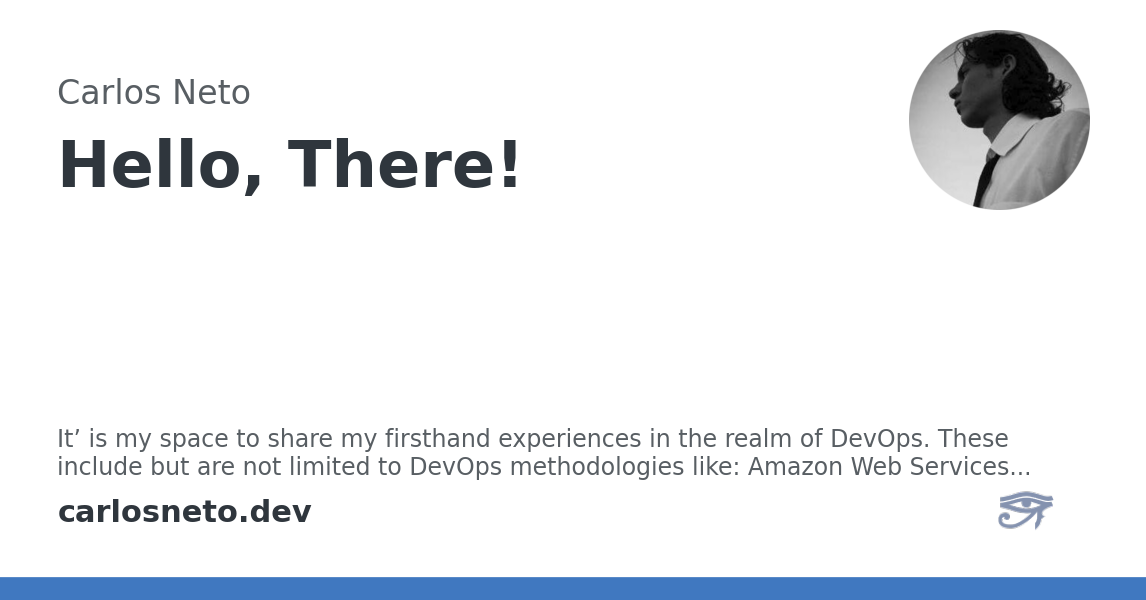 Carlos Neto
Hello, There!
It’ is my space to share my firsthand experiences in the realm of DevOps. These
include but are not limited to DevOps methodologies like: Amazon Web Services...
carlosneto.dev